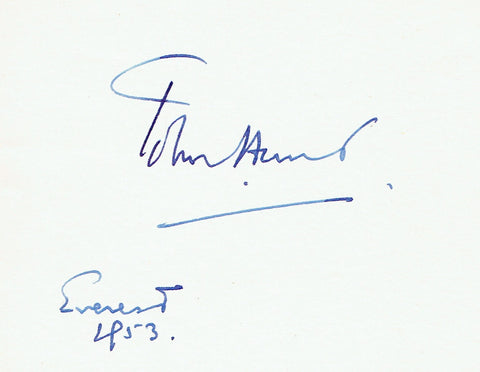 John Hunt
Everest
1953.